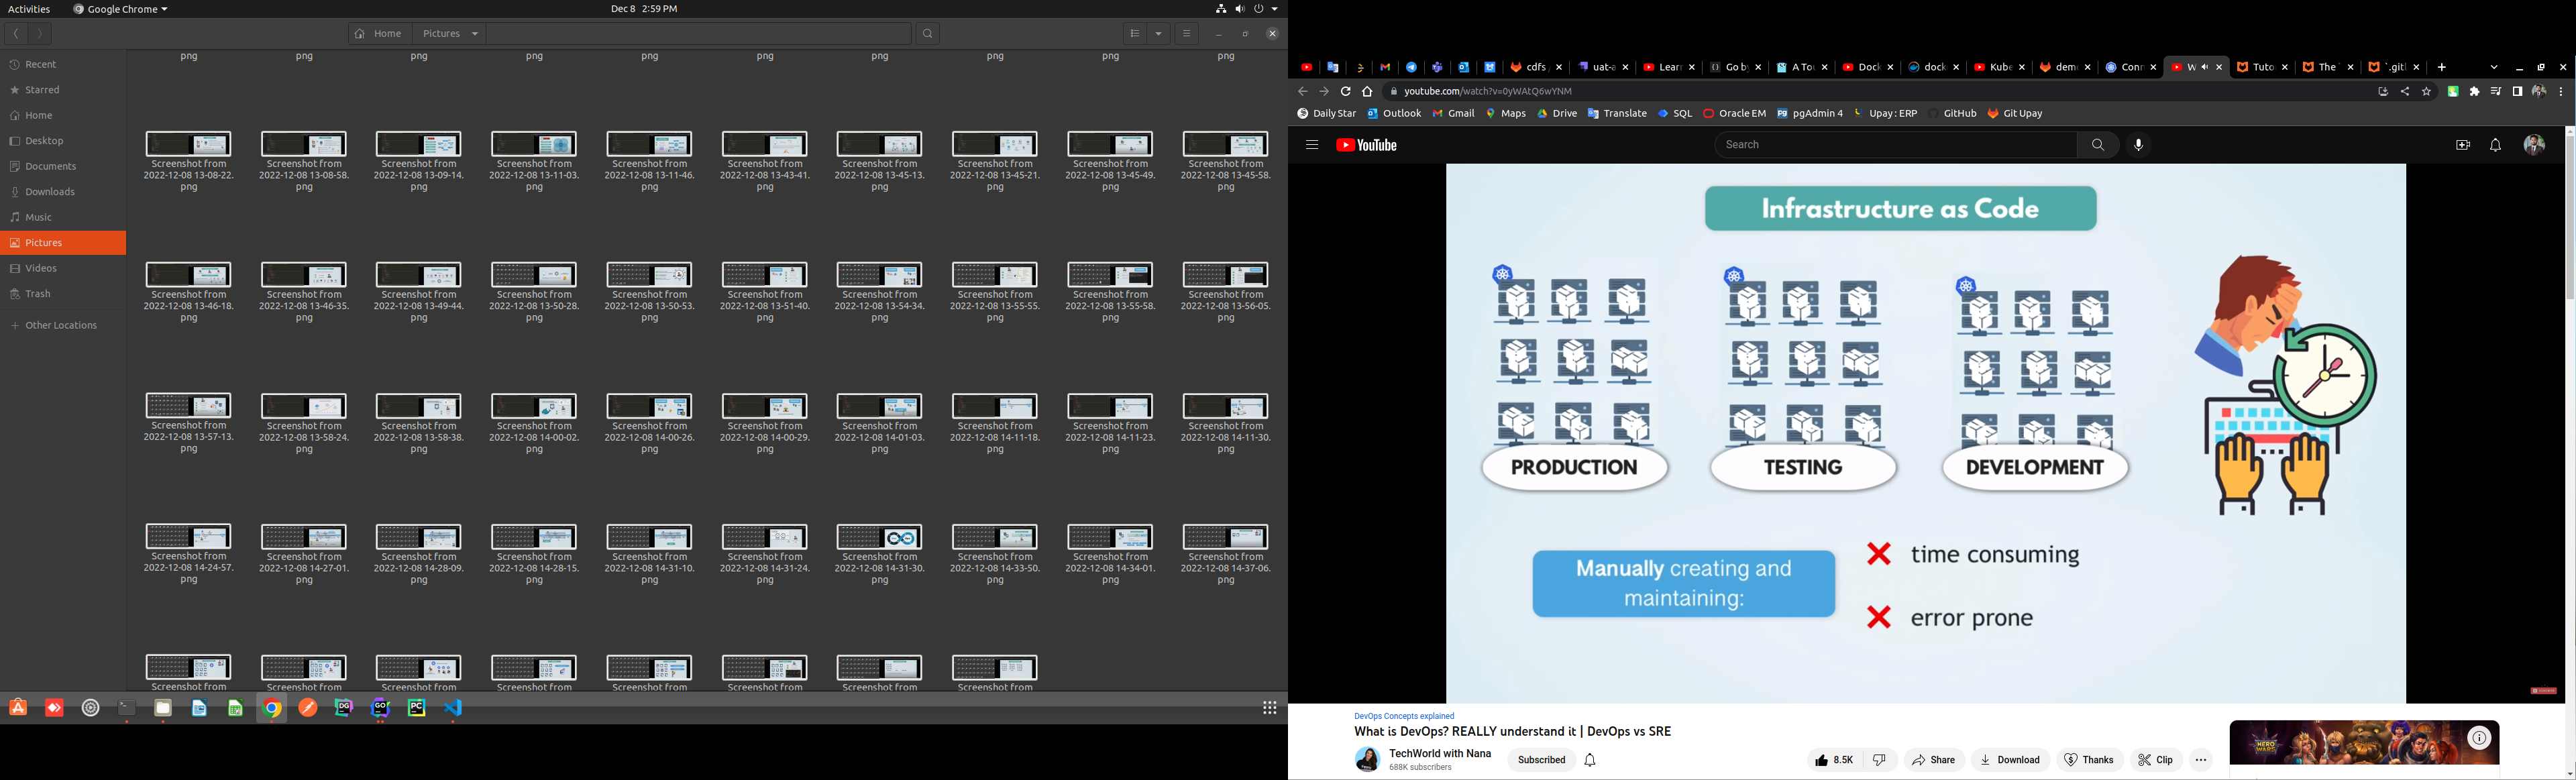 Activities
Google Chrome
Dec 8 2:59 PM
Home
Pictures
Recent
Starred
Home
Desktop
Documents
Downloads
Music
Pictures
Videos
Trash
Other Locations
png png png png png png png png png png
Screenshot from 2022-12-08 13-08-22.png
Screenshot from 2022-12-08 13-08-58.png
Screenshot from 2022-12-08 13-09-14.png
Screenshot from 2022-12-08 13-11-03.png
Screenshot from 2022-12-08 13-11-46.png
Screenshot from 2022-12-08 13-43-41.png
Screenshot from 2022-12-08 13-45-13.png
Screenshot from 2022-12-08 13-45-21.png
Screenshot from 2022-12-08 13-45-49.png
Screenshot from 2022-12-08 13-45-58.png
Screenshot from 2022-12-08 13-46-18.png
Screenshot from 2022-12-08 13-46-35.png
Screenshot from 2022-12-08 13-49-44.png
Screenshot from 2022-12-08 13-50-28.png
Screenshot from 2022-12-08 13-50-53.png
Screenshot from 2022-12-08 13-51-40.png
Screenshot from 2022-12-08 13-54-34.png
Screenshot from 2022-12-08 13-55-55.png
Screenshot from 2022-12-08 13-55-58.png
Screenshot from 2022-12-08 13-56-05.png
Screenshot from 2022-12-08 13-57-13.png
Screenshot from 2022-12-08 13-58-24.png
Screenshot from 2022-12-08 13-58-38.png
Screenshot from 2022-12-08 14-00-02.png
Screenshot from 2022-12-08 14-00-26.png
Screenshot from 2022-12-08 14-00-29.png
Screenshot from 2022-12-08 14-01-03.png
Screenshot from 2022-12-08 14-11-18.png
Screenshot from 2022-12-08 14-11-23.png
Screenshot from 2022-12-08 14-11-30.png
Screenshot from 2022-12-08 14-24-57.png
Screenshot from 2022-12-08 14-27-01.png
Screenshot from 2022-12-08 14-28-09.png
Screenshot from 2022-12-08 14-28-15.png
Screenshot from 2022-12-08 14-31-10.png
Screenshot from 2022-12-08 14-31-24.png
Screenshot from 2022-12-08 14-31-30.png
Screenshot from 2022-12-08 14-33-50.png
Screenshot from 2022-12-08 14-34-01.png
Screenshot from 2022-12-08 14-37-06.png
Screenshot from Screenshot from Screenshot from Screenshot from Screenshot from Screenshot from Screenshot from Screenshot from
DG GO PC
cdfs uat-a Learn Go by A Tou Dock dock Kube demo Conn W Tuto The `.gitl
youtube.com/watch?v=0yWAtQ6wYNM
Daily Star Outlook Gmail Maps Drive Translate SQL Oracle EM pgAdmin 4 Upay : ERP GitHub Git Upay
YouTube
Search
Infrastructure as Code
PRODUCTION TESTING DEVELOPMENT
Manually creating and
maintaining:
time consuming
error prone
DevOps Concepts explained
What is DevOps? REALLY understand it | DevOps vs SRE
TechWorld with Nana
688K subscribers
Subscribed
8.5K
Share
Download
Thanks
Clip
HERO WARS